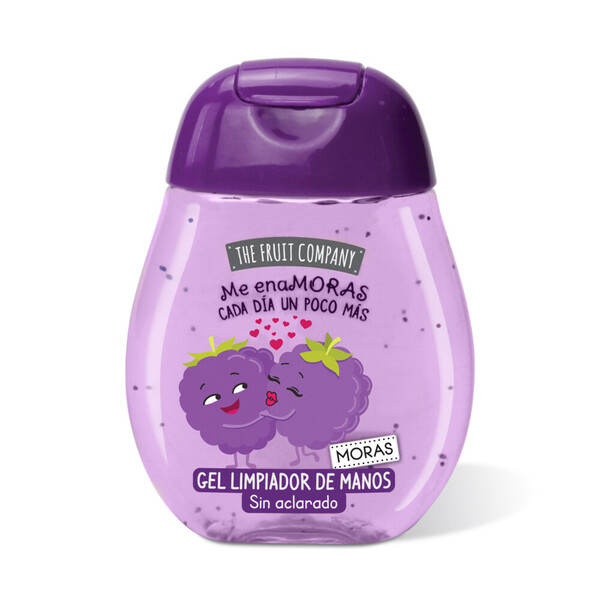 THE FRUIT COMPANY
Me enaMORAS
CADA DÍA UN POCO MÁS
MORAS
GEL LIMPIADOR DE MANOS
Sin aclarado